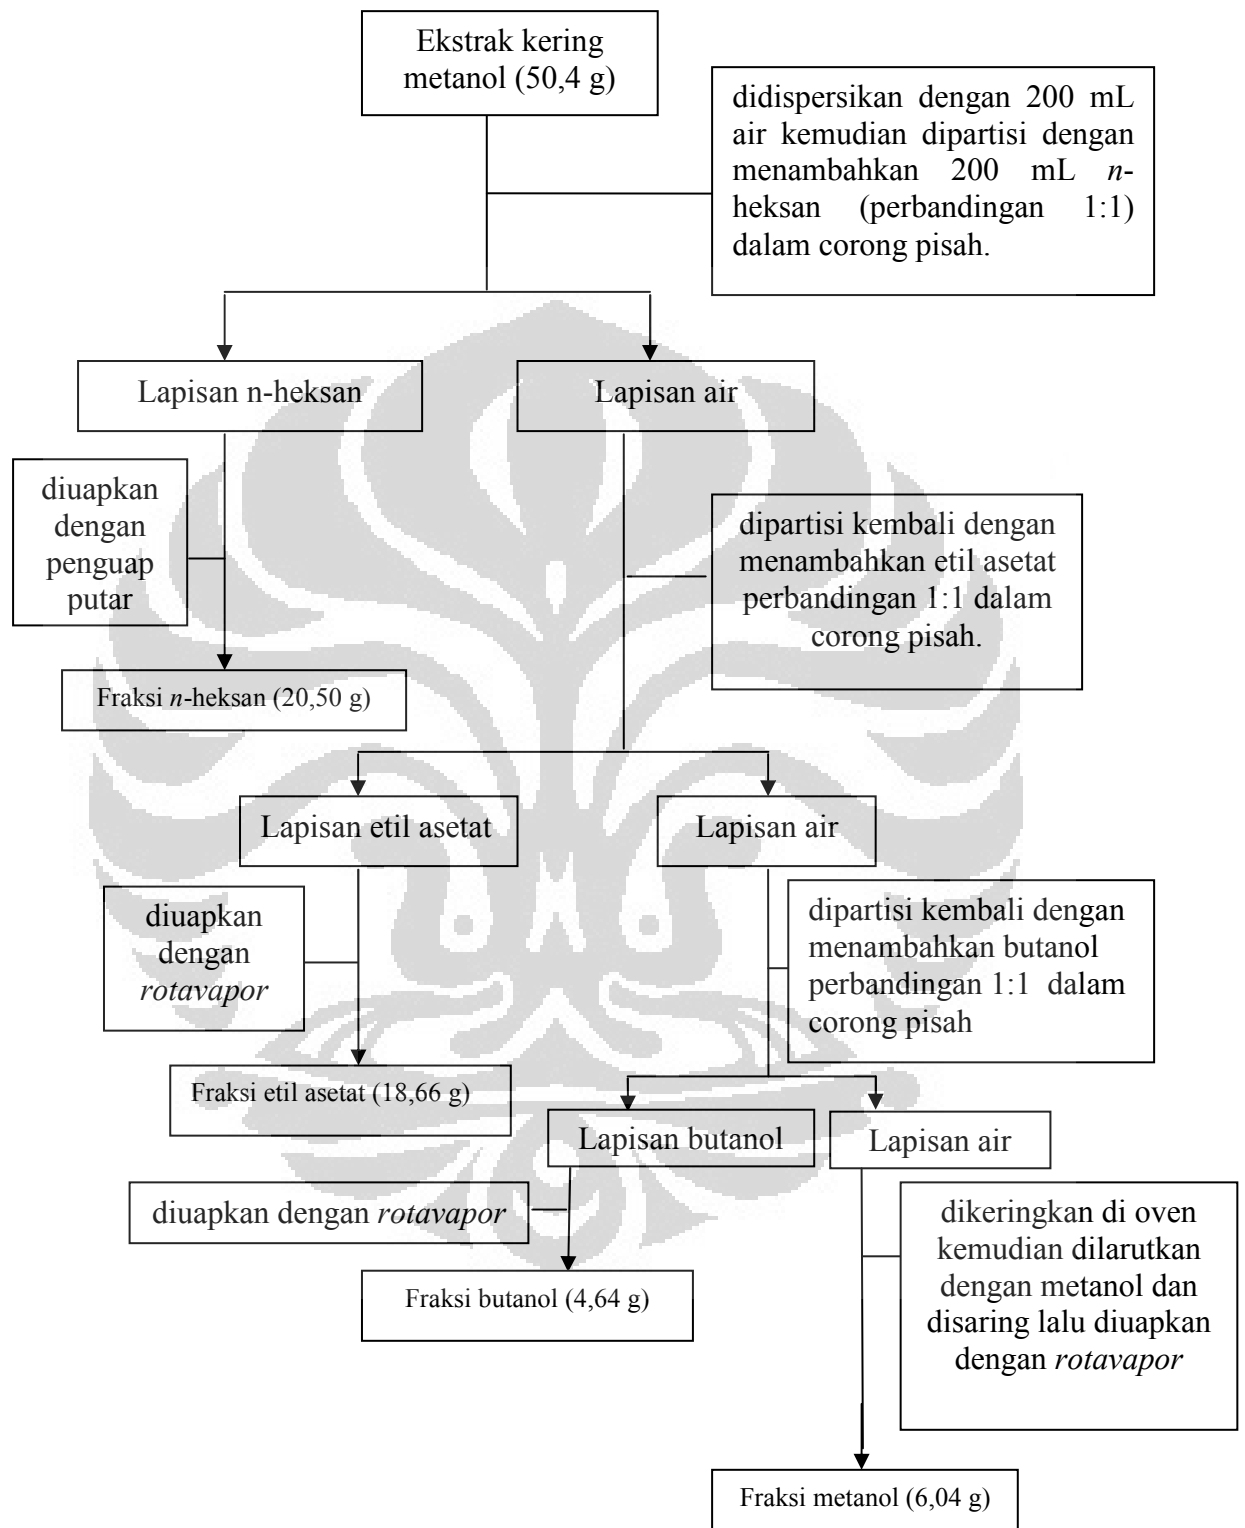 Ekstrak kering
metanol (50,4 g)
didispersikan dengan 200 mL
air kemudian dipartisi dengan
menambahkan 200 mL n-
heksan (perbandingan 1:1)
dalam corong pisah.
Lapisan n-heksan
Lapisan air
diuapkan
dengan
penguap
putar
dipartisi kembali dengan
menambahkan etil asetat
perbandingan 1:1 dalam
corong pisah.
Fraksi n-heksan (20,50 g)
Lapisan etil asetat
Lapisan air
diuapkan
dengan
rotavapor
dipartisi kembali dengan
menambahkan butanol
perbandingan 1:1 dalam
corong pisah
Fraksi etil asetat (18,66 g)
Lapisan butanol
Lapisan air
diuapkan dengan rotavapor
dikeringkan di oven
kemudian dilarutkan
dengan metanol dan
disaring lalu diuapkan
dengan rotavapor
Fraksi butanol (4,64 g)
Fraksi metanol (6,04 g)